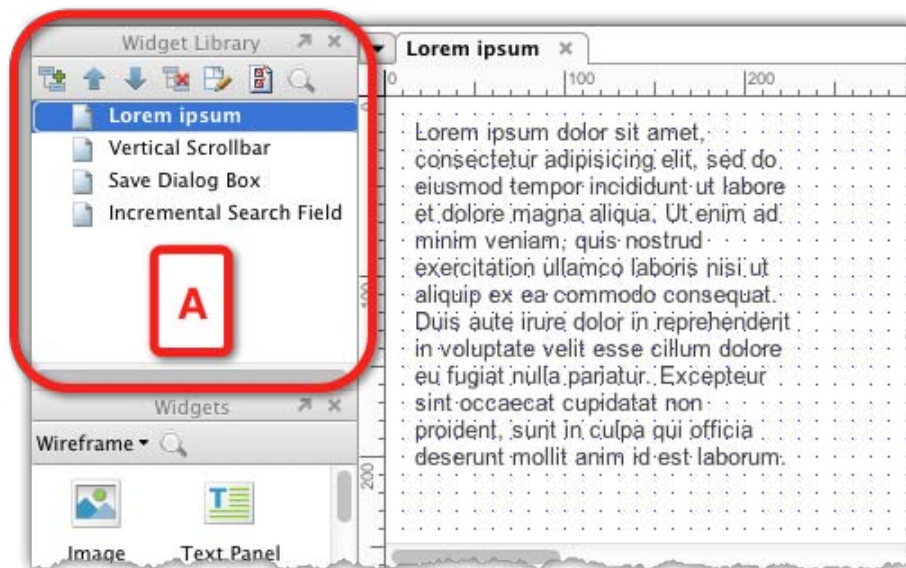 Widget Library
Lorem ipsum
Vertical Scrollbar
Save Dialog Box
Incremental Search Field
A
Widgets
Wireframe
T
Image
Text Panel
Lorem ipsum
0
100
200
0
100
200
Lorem ipsum dolor sit amet,
consectetur adipisicing elit, sed do
eiusmod tempor incididunt ut labore
et dolore magna aliqua. Ut enim ad
minim veniam, quis nostrud
exercitation ullamco laboris nisi ut
aliquip ex ea commodo consequat.
Duis aute irure dolor in reprehenderit
in voluptate velit esse cillum dolore
eu fugiat nulla pariatur. Excepteur
sint occaecat cupidatat non
proident, sunt in culpa qui officia
deserunt mollit anim id est laborum.